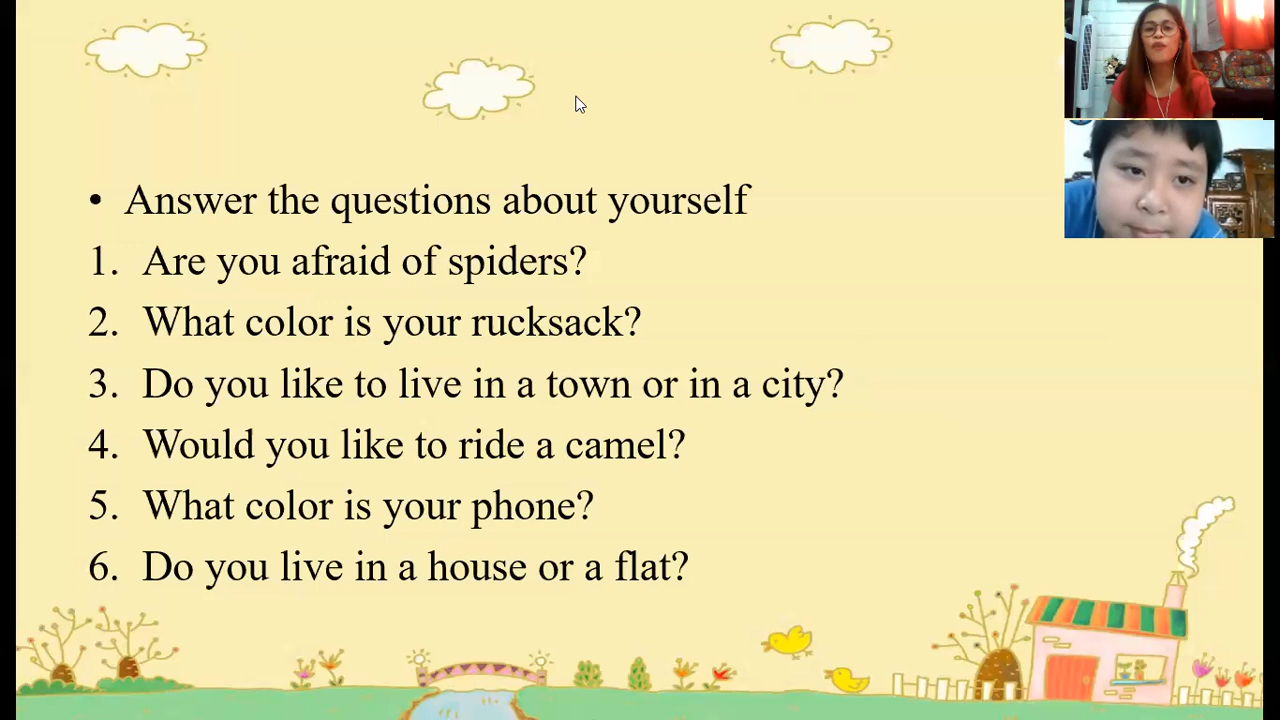 • Answer the questions about yourself
1. Are you afraid of spiders?
2. What color is your rucksack?
3. Do you like to live in a town or in a city?
4. Would you like to ride a camel?
5. What color is your phone?
6. Do you live in a house or a flat?